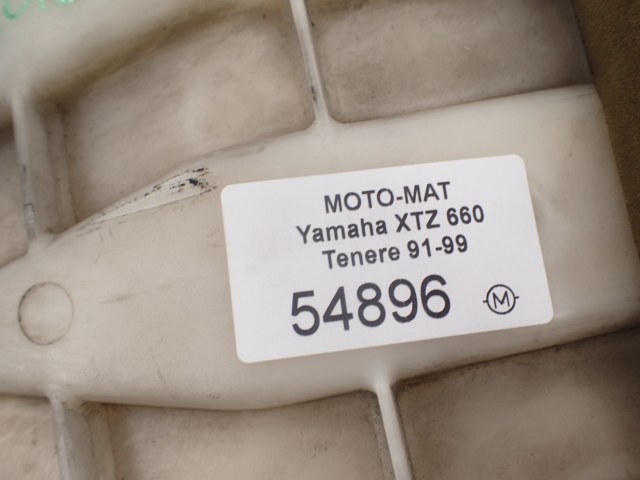 MOTO-MAT
Yamaha XTZ 660
Tenere 91-99
54896 M